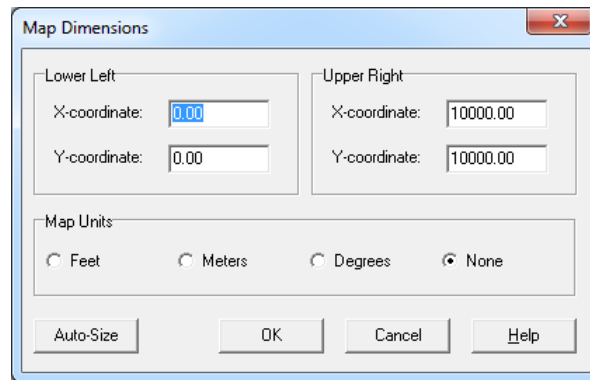 Map Dimensions
Lower Left
X-coordinate: 0.00
Y-coordinate: 0.00
Upper Right
X-coordinate: 10000.00
Y-coordinate: 10000.00
Map Units
Feet Meters Degrees None
Auto-Size OK Cancel Help